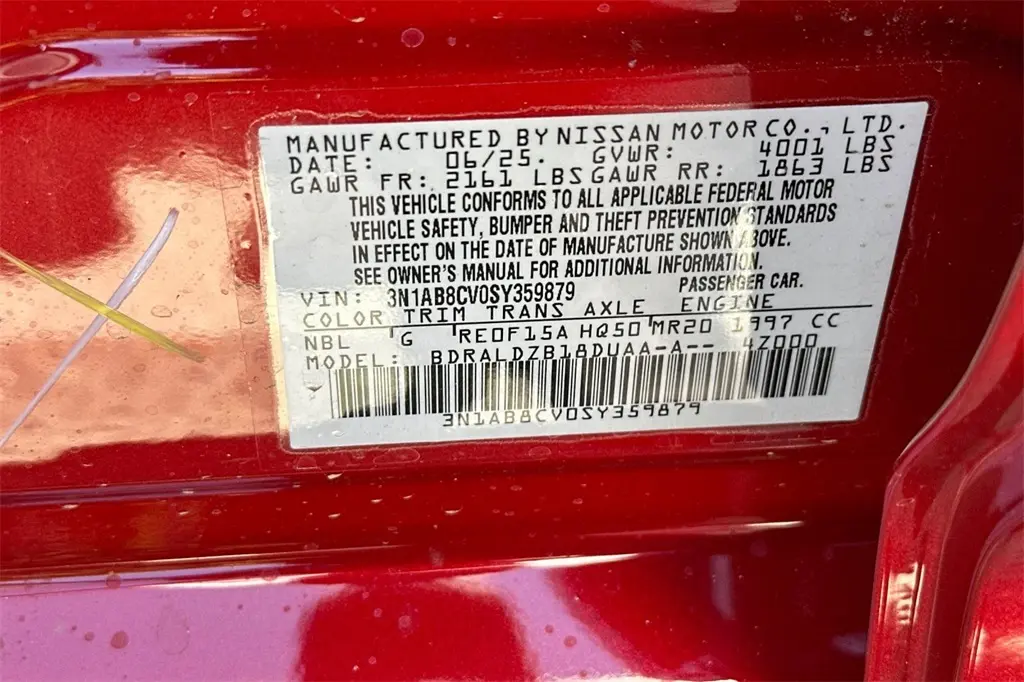 MANUFACTURED BY NISSAN MOTOR CO., LTD.
DATE: 06/25. GVWR: 4001 LBS
GAWR FR: 2161 LBS GAWR RR: 1863 LBS
THIS VEHICLE CONFORMS TO ALL APPLICABLE FEDERAL MOTOR
VEHICLE SAFETY, BUMPER AND THEFT PREVENTION STANDARDS
IN EFFECT ON THE DATE OF MANUFACTURE SHOWN ABOVE.
SEE OWNER'S MANUAL FOR ADDITIONAL INFORMATION.
VIN: 3N1AB8CV0SY359879 PASSENGER CAR.
COLOR TRIM TRANS AXLE ENGINE
NBL G RE0F15A HQ50 MR20 1997 CC
MODEL: BDRALDZB18DUAA-A-- 4Z000
3N1AB8CV0SY359879